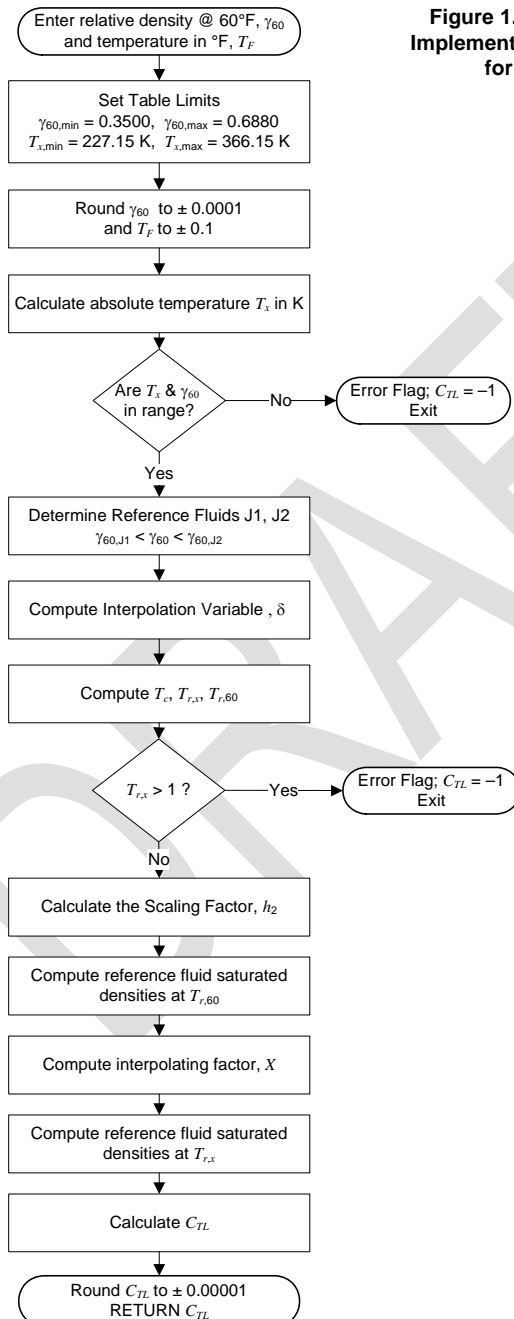 Enter relative density @ 60°F, γ60
and temperature in °F, TF
Figure 1.
Implement
for
Set Table Limits
γ60,min = 0.3500, γ60,max = 0.6880
Tx,min = 227.15 K, Tx,max = 366.15 K
Round γ60 to ± 0.0001
and TF to ± 0.1
Calculate absolute temperature Tx in K
Are Tx & γ60
in range?
No
Error Flag; CTL = –1
Exit
Yes
Determine Reference Fluids J1, J2
γ60,J1 < γ60 < γ60,J2
Compute Interpolation Variable , δ
Compute Tc, Tr,x, Tr,60
Tr,x > 1 ?
Yes
Error Flag; CTL = –1
Exit
No
Calculate the Scaling Factor, h2
Compute reference fluid saturated
densities at Tr,60
Compute interpolating factor, X
Compute reference fluid saturated
densities at Tr,x
Calculate CTL
Round CTL to ± 0.00001
RETURN CTL